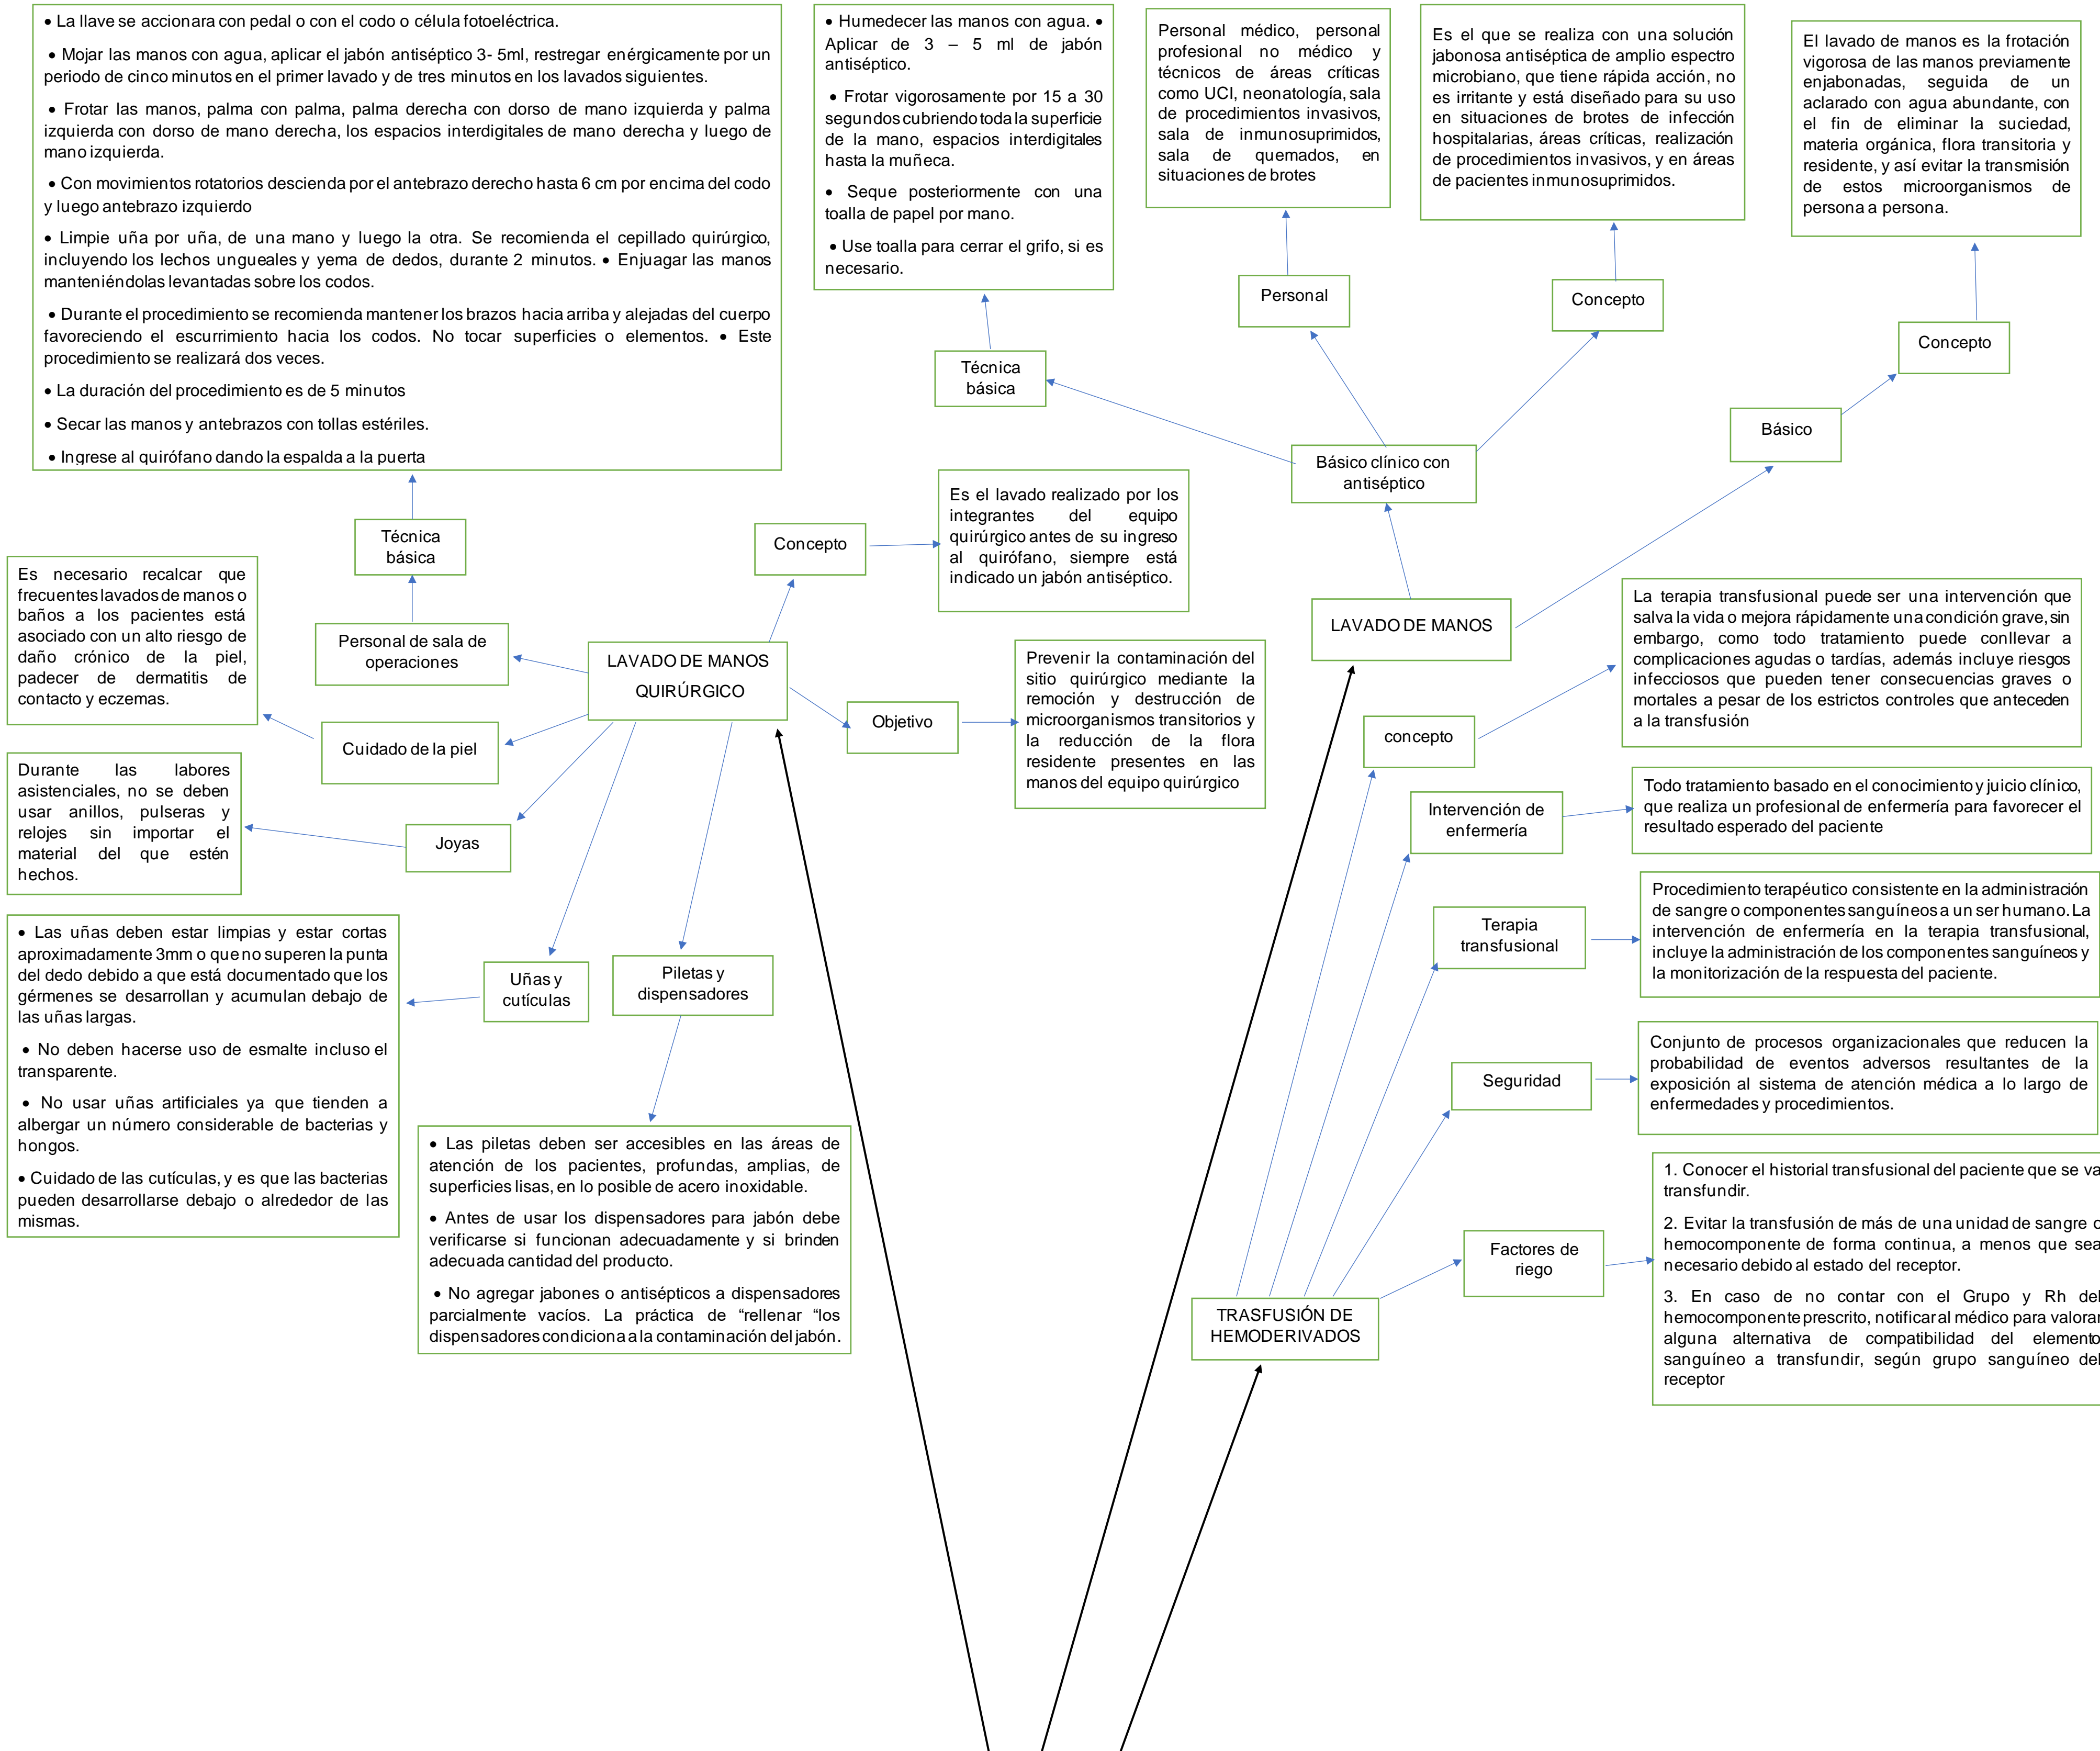 • La llave se accionara con pedal o con el codo o célula fotoeléctrica.
• Mojar las manos con agua, aplicar el jabón antiséptico 3- 5ml, restregar enérgicamente por un
periodo de cinco minutos en el primer lavado y de tres minutos en los lavados siguientes.
• Frotar las manos, palma con palma, palma derecha con dorso de mano izquierda y palma
izquierda con dorso de mano derecha, los espacios interdigitales de mano derecha y luego de
mano izquierda.
• Con movimientos rotatorios descienda por el antebrazo derecho hasta 6 cm por encima del codo
y luego antebrazo izquierdo
• Limpie uña por uña, de una mano y luego la otra. Se recomienda el cepillado quirúrgico,
incluyendo los lechos ungueales y yema de dedos, durante 2 minutos. • Enjuagar las manos
manteniéndolas levantadas sobre los codos.
• Durante el procedimiento se recomienda mantener los brazos hacia arriba y alejadas del cuerpo
favoreciendo el escurrimiento hacia los codos. No tocar superficies o elementos. • Este
procedimiento se realizará dos veces.
• La duración del procedimiento es de 5 minutos
• Secar las manos y antebrazos con tollas estériles.
• Ingrese al quirófano dando la espalda a la puerta
• Humedecer las manos con agua. •
Aplicar de 3 – 5 ml de jabón
antiséptico.
• Frotar vigorosamente por 15 a 30
segundos cubriendo toda la superficie
de la mano, espacios interdigitales
hasta la muñeca.
• Seque posteriormente con una
toalla de papel por mano.
• Use toalla para cerrar el grifo, si es
necesario.
Personal médico, personal
profesional no médico y
técnicos de áreas críticas
como UCI, neonatología, sala
de procedimientos invasivos,
sala de inmunosuprimidos,
sala de quemados, en
situaciones de brotes
Es el que se realiza con una solución
jabonosa antiséptica de amplio espectro
microbiano, que tiene rápida acción, no
es irritante y está diseñado para su uso
en situaciones de brotes de infección
hospitalarias, áreas críticas, realización
de procedimientos invasivos, y en áreas
de pacientes inmunosuprimidos.
El lavado de manos es la frotación
vigorosa de las manos previamente
enjabonadas, seguida de un
aclarado con agua abundante, con
el fin de eliminar la suciedad,
materia orgánica, flora transitoria y
residente, y así evitar la transmisión
de estos microorganismos de
persona a persona.
Personal
Concepto
Concepto
Técnica
básica
Básico
Básico clínico con
antiséptico
Técnica
básica
Concepto
Es el lavado realizado por los
integrantes del equipo
quirúrgico antes de su ingreso
al quirófano, siempre está
indicado un jabón antiséptico.
Es necesario recalcar que
frecuentes lavados de manos o
baños a los pacientes está
asociado con un alto riesgo de
daño crónico de la piel,
padecer de dermatitis de
contacto y eczemas.
Personal de sala de
operaciones
LAVADO DE MANOS
QUIRÚRGICO
LAVADO DE MANOS
La terapia transfusional puede ser una intervención que
salva la vida o mejora rápidamente una condición grave, sin
embargo, como todo tratamiento puede conllevar a
complicaciones agudas o tardías, además incluye riesgos
infecciosos que pueden tener consecuencias graves o
mortales a pesar de los estrictos controles que anteceden
a la transfusión
Prevenir la contaminación del
sitio quirúrgico mediante la
remoción y destrucción de
microorganismos transitorios y
la reducción de la flora
residente presentes en las
manos del equipo quirúrgico
Objetivo
Cuidado de la piel
concepto
Durante las labores
asistenciales, no se deben
usar anillos, pulseras y
relojes sin importar el
material del que estén
hechos.
Joyas
Intervención de
enfermería
Todo tratamiento basado en el conocimiento y juicio clínico,
que realiza un profesional de enfermería para favorecer el
resultado esperado del paciente
Terapia
transfusional
Procedimiento terapéutico consistente en la administración
de sangre o componentes sanguíneos a un ser humano. La
intervención de enfermería en la terapia transfusional,
incluye la administración de los componentes sanguíneos y
la monitorización de la respuesta del paciente.
• Las uñas deben estar limpias y estar cortas
aproximadamente 3mm o que no superen la punta
del dedo debido a que está documentado que los
gérmenes se desarrollan y acumulan debajo de
las uñas largas.
• No deben hacerse uso de esmalte incluso el
transparente.
• No usar uñas artificiales ya que tienden a
albergar un número considerable de bacterias y
hongos.
• Cuidado de las cutículas, y es que las bacterias
pueden desarrollarse debajo o alrededor de las
mismas.
Uñas y
cutículas
Piletas y
dispensadores
Seguridad
Conjunto de procesos organizacionales que reducen la
probabilidad de eventos adversos resultantes de la
exposición al sistema de atención médica a lo largo de
enfermedades y procedimientos.
• Las piletas deben ser accesibles en las áreas de
atención de los pacientes, profundas, amplias, de
superficies lisas, en lo posible de acero inoxidable.
• Antes de usar los dispensadores para jabón debe
verificarse si funcionan adecuadamente y si brinden
adecuada cantidad del producto.
• No agregar jabones o antisépticos a dispensadores
parcialmente vacíos. La práctica de “rellenar “los
dispensadores condiciona a la contaminación del jabón.
Factores de
riego
1. Conocer el historial transfusional del paciente que se va
transfundir.
2. Evitar la transfusión de más de una unidad de sangre o
hemocomponente de forma continua, a menos que sea
necesario debido al estado del receptor.
3. En caso de no contar con el Grupo y Rh del
hemocomponente prescrito, notificar al médico para valorar
alguna alternativa de compatibilidad del elemento
sanguíneo a transfundir, según grupo sanguíneo del
receptor
TRASFUSIÓN DE
HEMODERIVADOS